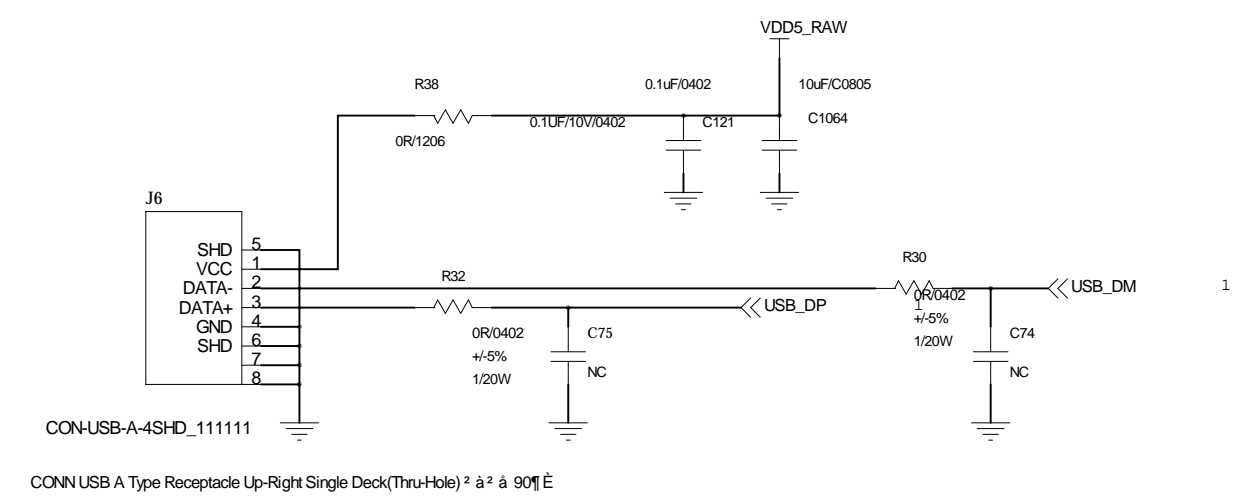 VDD5_RAW
R38
0.1uF/0402
10uF/C0805
0.1UF/10V/0402
C121
C1064
0R/1206
J6
SHD 5
VCC 1
DATA- 2
DATA+ 3
GND 4
SHD 6
7
8
R32
R30
USB_DM
1
0R/0402
1
+/-5%
1/20W
USB_DP
0R/0402
+/-5%
1/20W
C75
NC
C74
NC
CON-USB-A-4SHD_111111
CONN USB A Type Receptacle Up-Right Single Deck(Thru-Hole) ² à² å 90¶ È